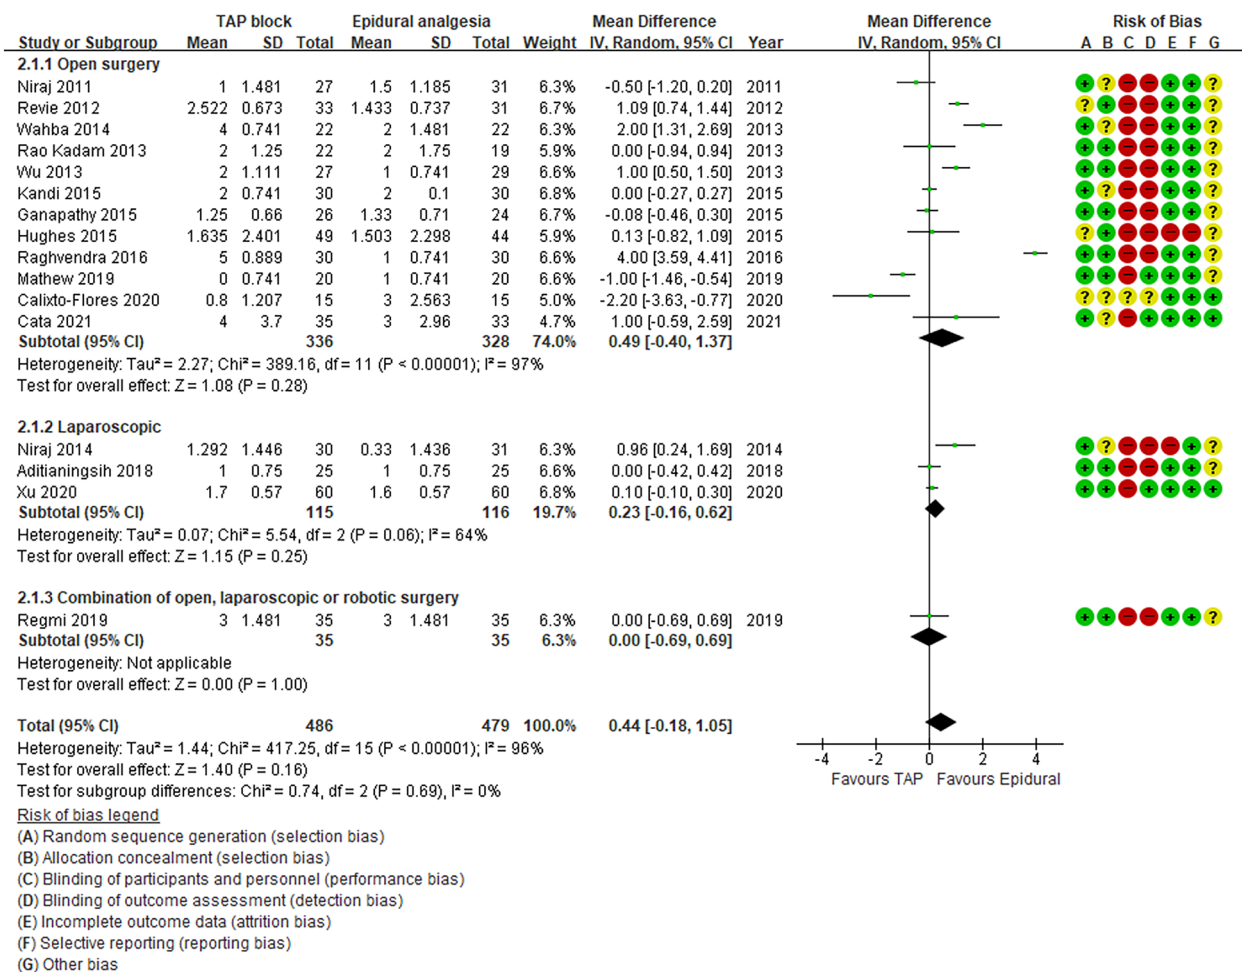 TAP block Epidural analgesia Mean Difference Mean Difference Risk of Bias
Study or Subgroup Mean SD Total Mean SD Total Weight IV, Random, 95% CI Year IV, Random, 95% CI A B C D E F G
2.1.1 Open surgery
Niraj 2011 1 1.481 27 1.5 1.185 31 6.3% -0.50 [-1.20, 0.20] 2011 + ? − − + + ?
Revie 2012 2.522 0.673 33 1.433 0.737 31 6.7% 1.09 [0.74, 1.44] 2012 ? + − − + + ?
Wahba 2014 4 0.741 22 2 1.481 22 6.3% 2.00 [1.31, 2.69] 2013 + ? − − + + ?
Rao Kadam 2013 2 1.25 22 2 1.75 19 5.9% 0.00 [-0.94, 0.94] 2013 + + − − + + ?
Wu 2013 2 1.111 27 1 0.741 29 6.6% 1.00 [0.50, 1.50] 2013 + + − − + + ?
Kandi 2015 2 0.741 30 2 0.1 30 6.8% 0.00 [-0.27, 0.27] 2015 + ? − − + + ?
Ganapathy 2015 1.25 0.66 26 1.33 0.71 24 6.7% -0.08 [-0.46, 0.30] 2015 + + − − + + ?
Hughes 2015 1.635 2.401 49 1.503 2.298 44 5.9% 0.13 [-0.82, 1.09] 2015 ? + − − − − ?
Raghvendra 2016 5 0.889 30 1 0.741 30 6.6% 4.00 [3.59, 4.41] 2016 + + − − + + ?
Mathew 2019 0 0.741 20 1 0.741 20 6.6% -1.00 [-1.46, -0.54] 2019 + + − + + + ?
Calixto-Flores 2020 0.8 1.207 15 3 2.563 15 5.0% -2.20 [-3.63, -0.77] 2020 ? ? ? ? + + +
Cata 2021 4 3.7 35 3 2.96 33 4.7% 1.00 [-0.59, 2.59] 2021 + ? − + + + +
Subtotal (95% CI) 336 328 74.0% 0.49 [-0.40, 1.37]
Heterogeneity: Tau² = 2.27; Chi² = 389.16, df = 11 (P < 0.00001); I² = 97%
Test for overall effect: Z = 1.08 (P = 0.28)
2.1.2 Laparoscopic
Niraj 2014 1.292 1.446 30 0.33 1.436 31 6.3% 0.96 [0.24, 1.69] 2014 + ? − − − + ?
Aditianingsih 2018 1 0.75 25 1 0.75 25 6.6% 0.00 [-0.42, 0.42] 2018 + + − − + + ?
Xu 2020 1.7 0.57 60 1.6 0.57 60 6.8% 0.10 [-0.10, 0.30] 2020 + + − + + + +
Subtotal (95% CI) 115 116 19.7% 0.23 [-0.16, 0.62]
Heterogeneity: Tau² = 0.07; Chi² = 5.54, df = 2 (P = 0.06); I² = 64%
Test for overall effect: Z = 1.15 (P = 0.25)
2.1.3 Combination of open, laparoscopic or robotic surgery
Regmi 2019 3 1.481 35 3 1.481 35 6.3% 0.00 [-0.69, 0.69] 2019 + + − − + + ?
Subtotal (95% CI) 35 35 6.3% 0.00 [-0.69, 0.69]
Heterogeneity: Not applicable
Test for overall effect: Z = 0.00 (P = 1.00)
Total (95% CI) 486 479 100.0% 0.44 [-0.18, 1.05]
Heterogeneity: Tau² = 1.44; Chi² = 417.25, df = 15 (P < 0.00001); I² = 96%
-4 -2 0 2 4
Test for overall effect: Z = 1.40 (P = 0.16)
Favours TAP Favours Epidural
Test for subgroup differences: Chi² = 0.74, df = 2 (P = 0.69), I² = 0%
Risk of bias legend
(A) Random sequence generation (selection bias)
(B) Allocation concealment (selection bias)
(C) Blinding of participants and personnel (performance bias)
(D) Blinding of outcome assessment (detection bias)
(E) Incomplete outcome data (attrition bias)
(F) Selective reporting (reporting bias)
(G) Other bias